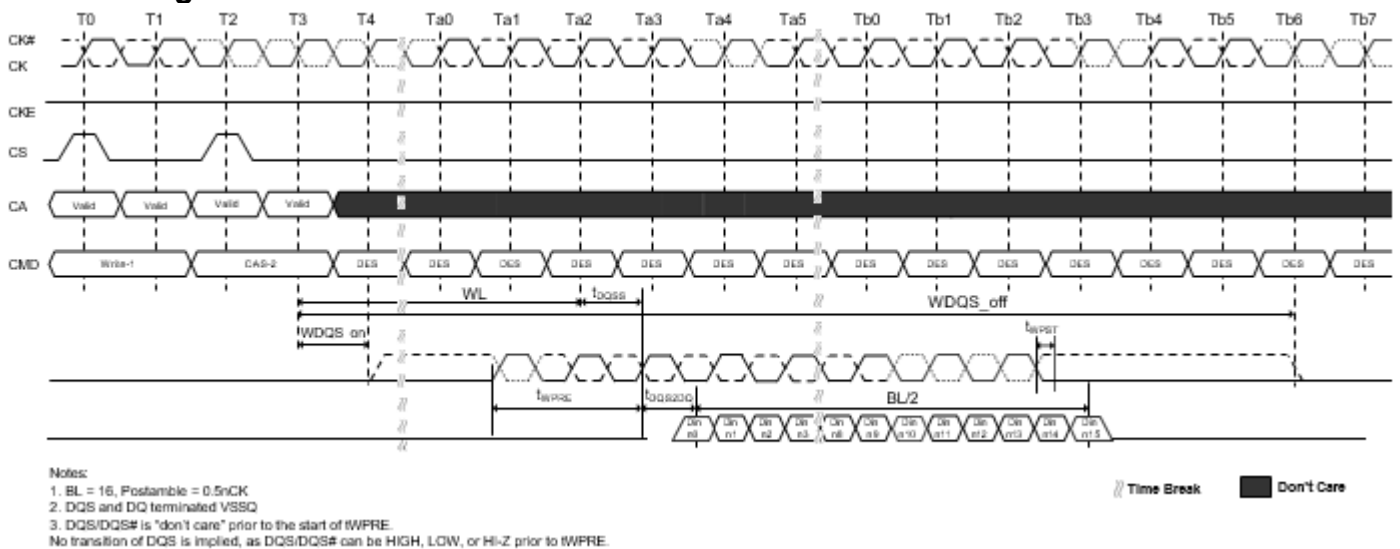 T0 T1 T2 T3 T4 Ta0 Ta1 Ta2 Ta3 Ta4 Ta5 Tb0 Tb1 Tb2 Tb3 Tb4 Tb5 Tb6 Tb7
CK#
CK
CKE
CS
CA Valid Valid Valid Valid
CMD Write-1 CAS-2 DES DES DES DES DES DES DES DES DES DES DES DES DES DES DES
WL tDQSS WDQS_off
WDQS_on tWPST
tWPRE tDQS2DQ BL/2
Din Din Din Din Din Din Din Din Din Din Din Din
n0 n1 n2 n3 n8 n9 n10 n11 n12 n13 n14 n15
Notes:
1. BL = 16, Postamble = 0.5nCK
2. DQS and DQ terminated VSSQ
3. DQS/DQS# is "don't care" prior to the start of tWPRE.
No transition of DQS is implied, as DQS/DQS# can be HIGH, LOW, or HI-Z prior to tWPRE.
Time Break Don't Care